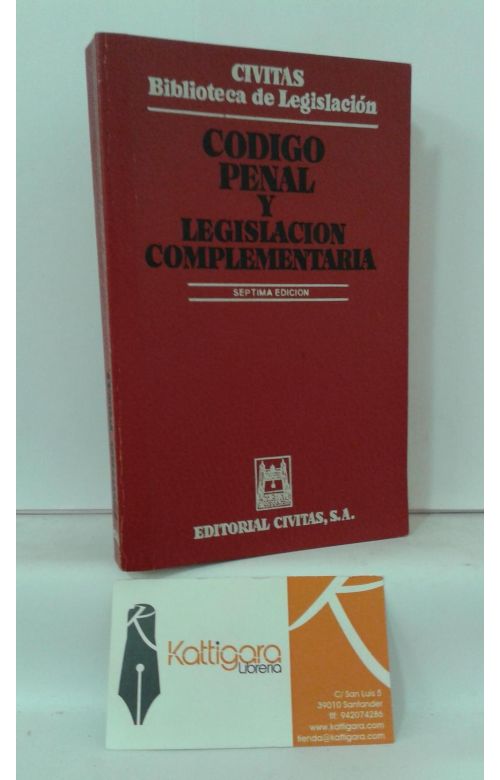 CIVITAS
Biblioteca de Legislación
CODIGO
PENAL
Y
LEGISLACION
COMPLEMENTARIA
SEPTIMA EDICION
EDITORIAL CIVITAS, S.A.
Kattigara
Librería
C/ San Luis 5
39010 Santander
tlf: 942074286
www.kattigara.com
tienda@kattigara.com